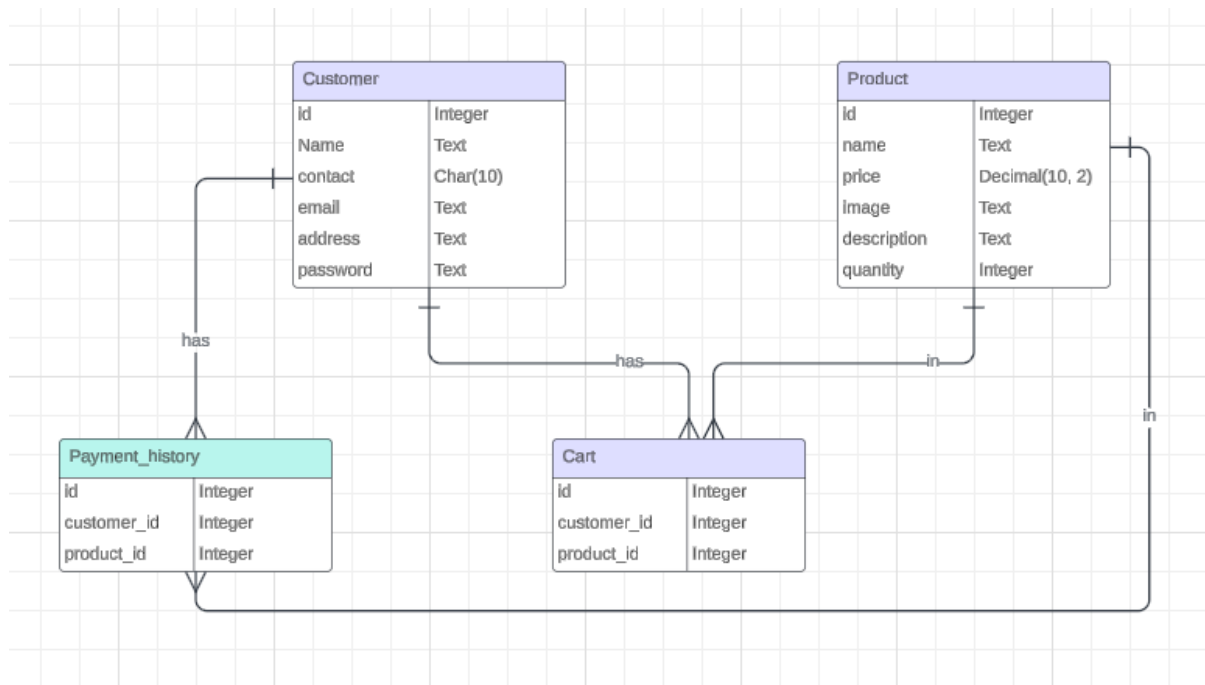 Customer
id Integer
Name Text
contact Char(10)
email Text
address Text
password Text
Product
id Integer
name Text
price Decimal(10, 2)
image Text
description Text
quantity Integer
has
has
in
in
Payment_history
id Integer
customer_id Integer
product_id Integer
Cart
id Integer
customer_id Integer
product_id Integer